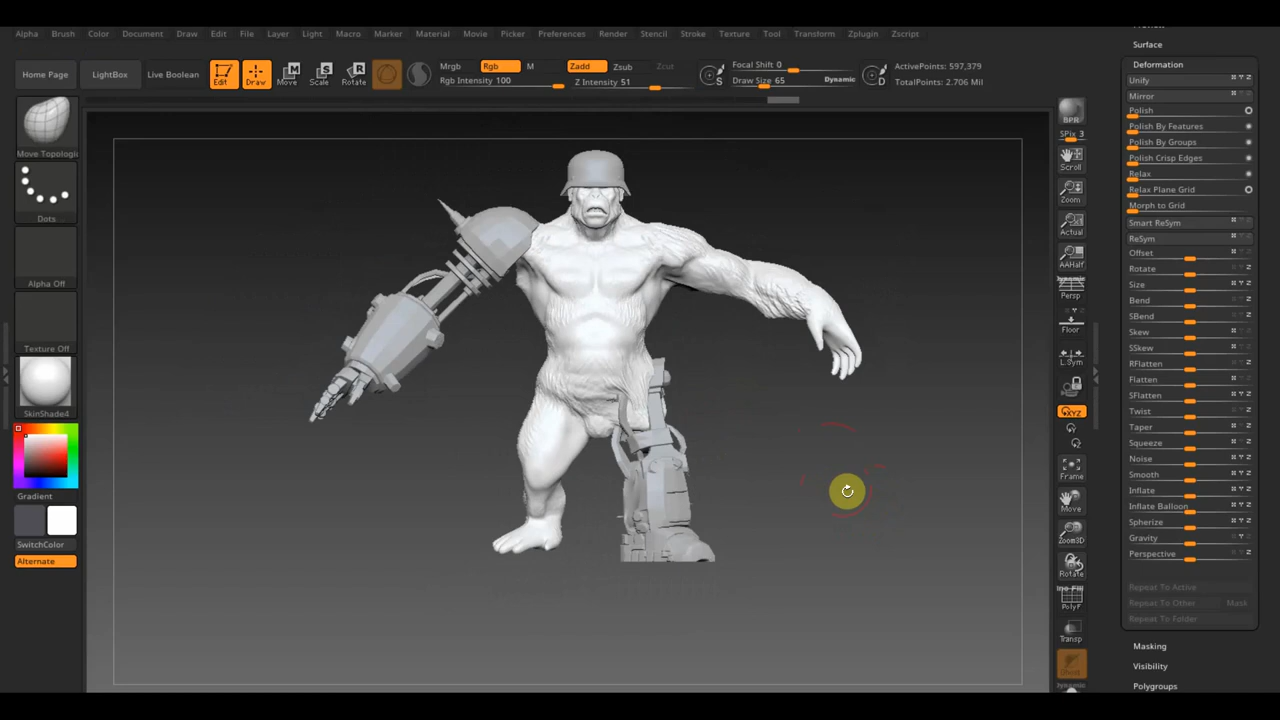 Alpha Brush Color Document Draw Edit File Layer Light Macro Marker Material Movie Picker Preferences Render Stencil Stroke Texture Tool Transform Zplugin Zscript
Home Page LightBox Live Boolean Edit Draw Move Scale Rotate
Mrgb Rgb M
Rgb Intensity 100
Zadd Zsub Zcut
Z Intensity 51
S
Focal Shift 0
Draw Size 65 Dynamic
D
ActivePoints: 597,379
TotalPoints: 2.706 Mil
Move Topologi
Dots
Alpha Off
Texture Off
SkinShade4
Gradient
SwitchColor
Alternate
BPR
SPix 3
Scroll
Zoom
Actual
AAHalf
Dynamic
Persp
Floor
L.Sym
XYZ
Frame
Move
Zoom3D
Rotate
PolyF
Transp
Dynamic
Surface
Deformation
Unify
Mirror
Polish
Polish By Features
Polish By Groups
Polish Crisp Edges
Relax
Relax Plane Grid
Morph to Grid
Smart ReSym
ReSym
Offset
Rotate
Size
Bend
SBend
Skew
SSkew
RFlatten
Flatten
SFlatten
Twist
Taper
Squeeze
Noise
Smooth
Inflate
Inflate Balloon
Spherize
Gravity
Perspective
Repeat To Active
Repeat To Other Mask
Repeat To Folder
Masking
Visibility
Polygroups